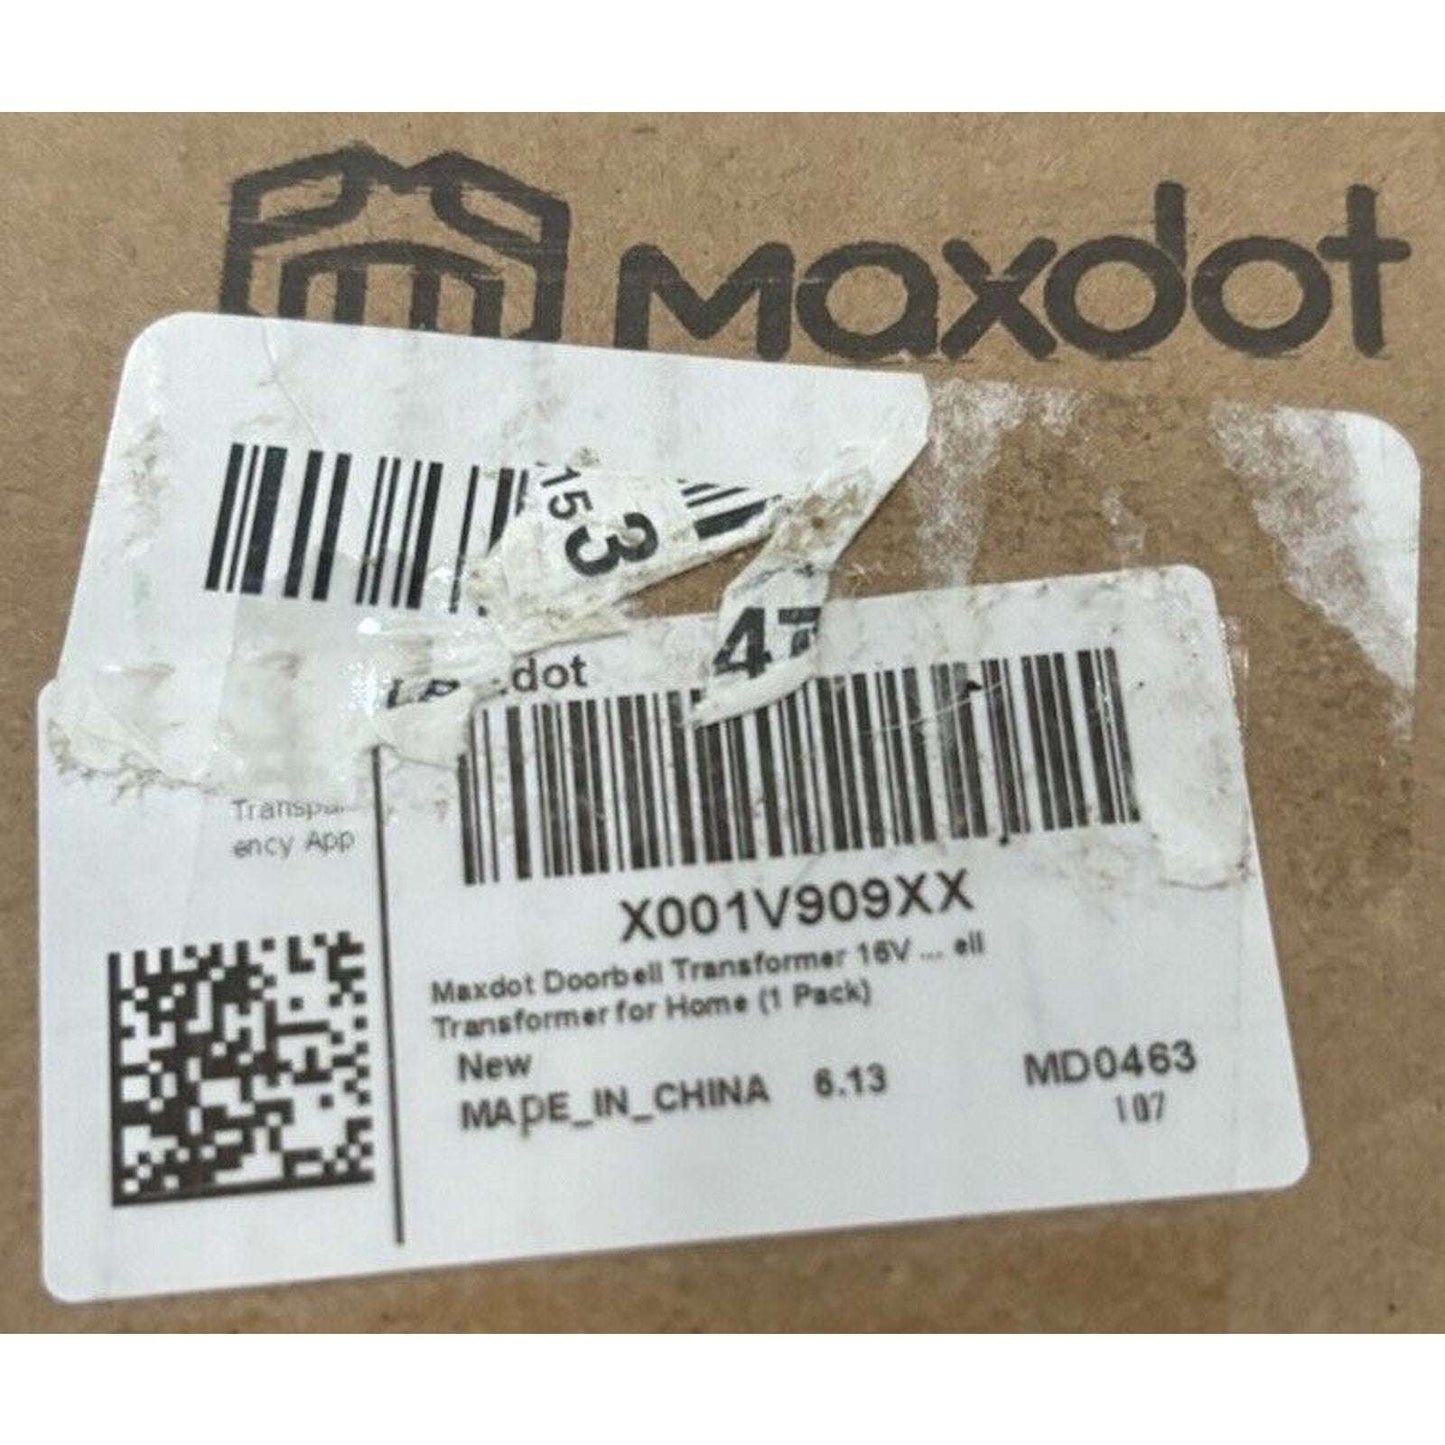 Maxdot
15
3
47
dot
ency App
X001V909XX
Maxdot Doorbell Transformer 16V ... ell
Transformer for Home (1 Pack)
New
MADE_IN_CHINA 6.13
MD0463
107